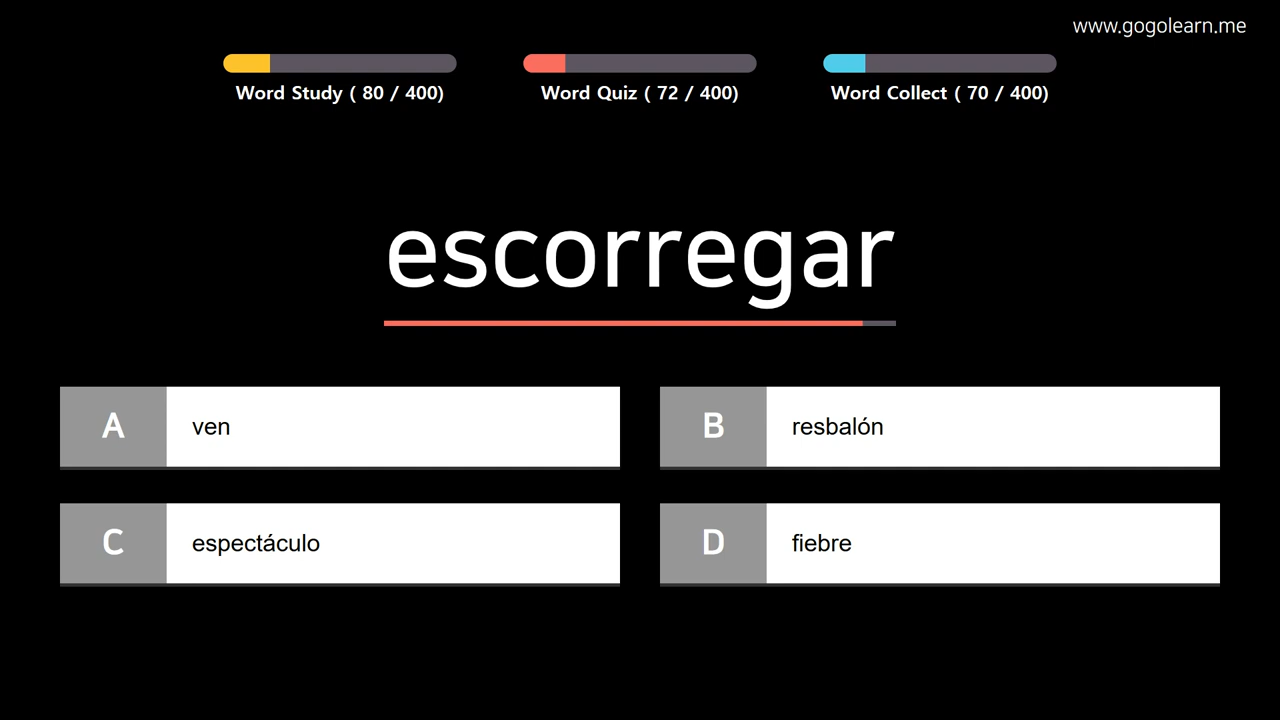 www.gogolearn.me
Word Study ( 80 / 400)
Word Quiz ( 72 / 400)
Word Collect ( 70 / 400)
escorregar
A ven
B resbalón
C espectáculo
D fiebre